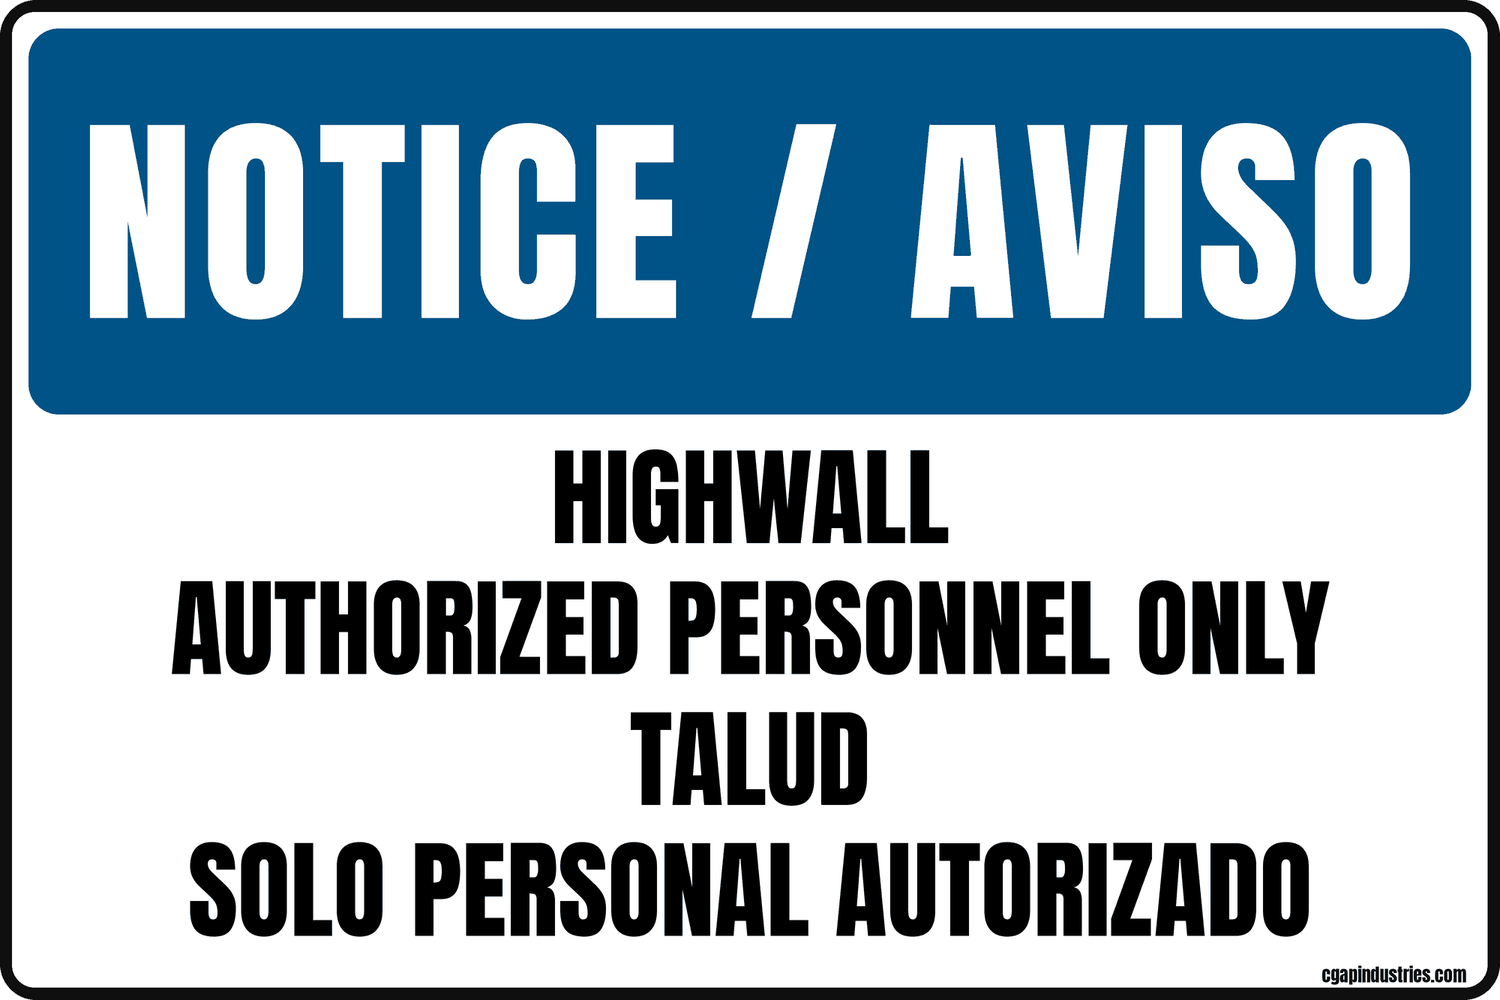 NOTICE / AVISO
HIGHWALL
AUTHORIZED PERSONNEL ONLY
TALUD
SOLO PERSONAL AUTORIZADO
cgapindustries.com